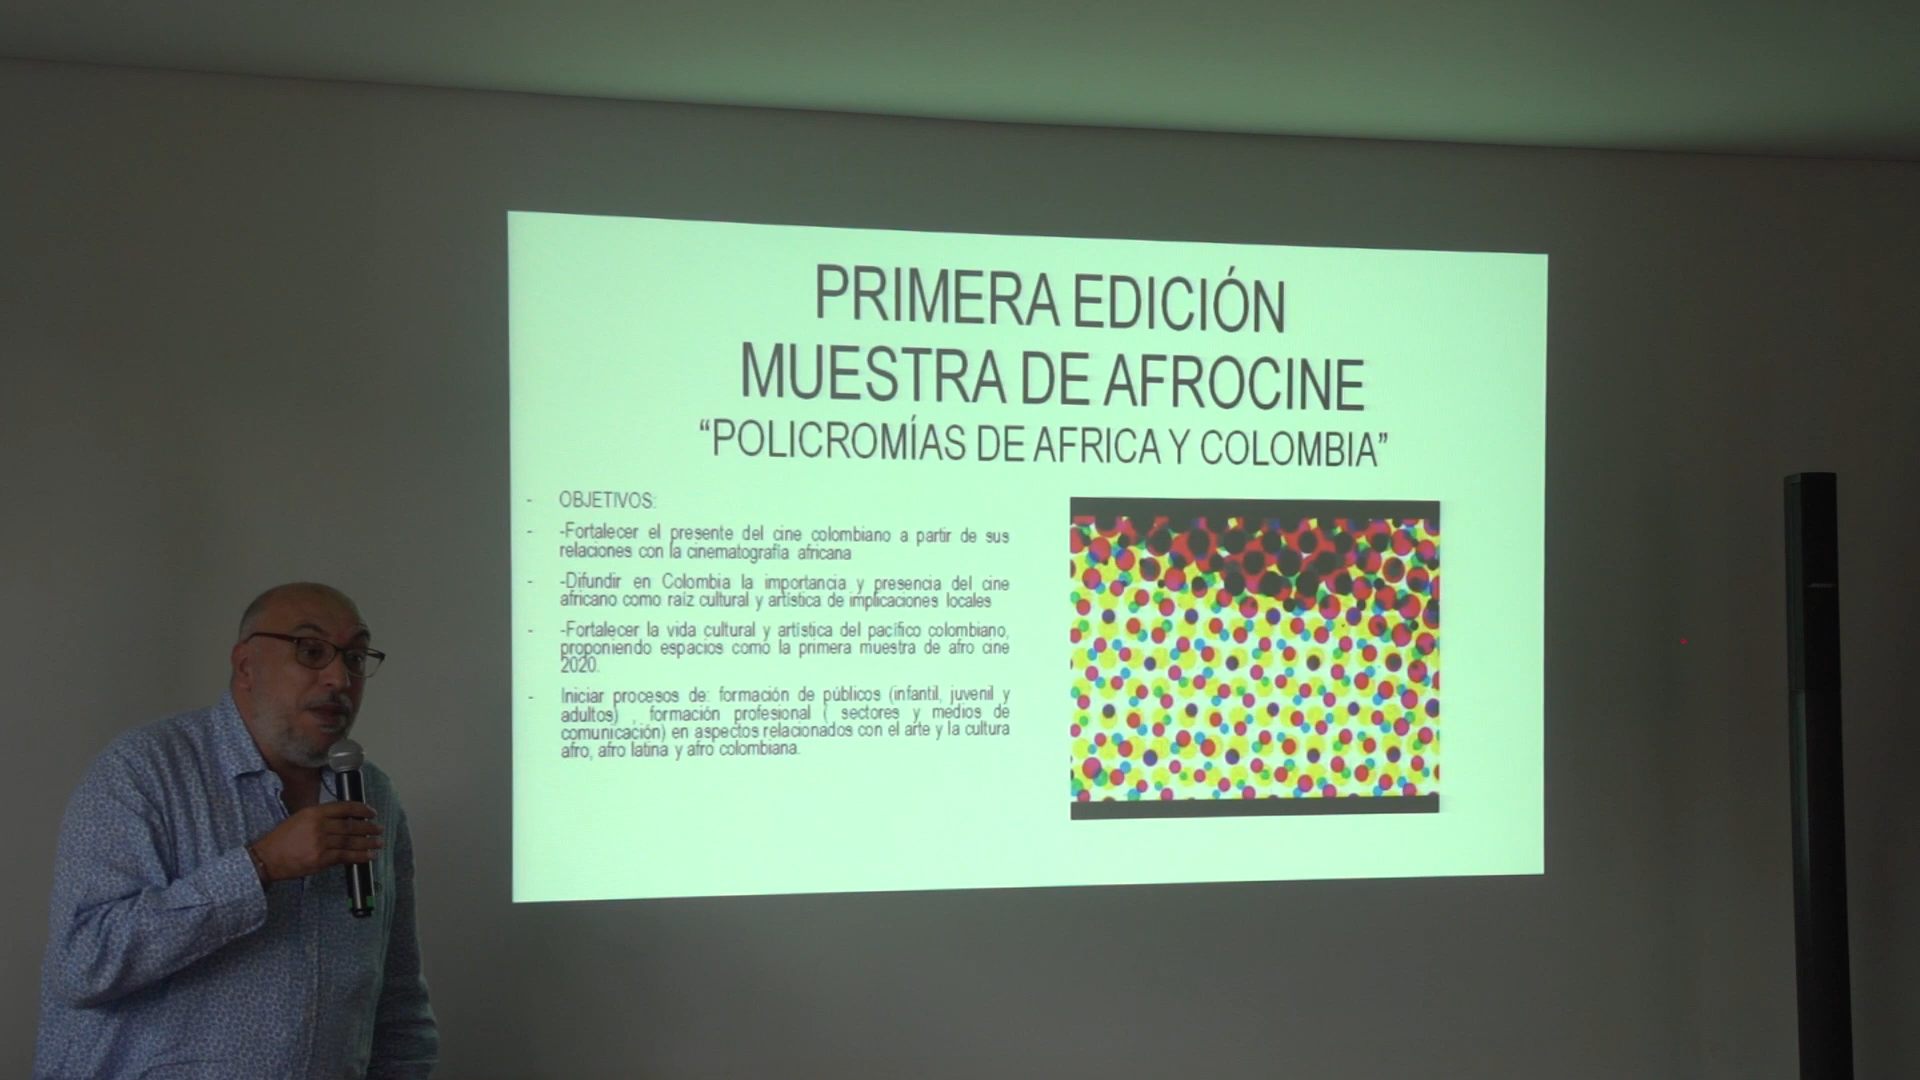 PRIMERA EDICIÓN
MUESTRA DE AFROCINE
“POLICROMÍAS DE AFRICA Y COLOMBIA”
- OBJETIVOS:
- -Fortalecer el presente del cine colombiano a partir de sus
relaciones con la cinematografía africana
- -Difundir en Colombia la importancia y presencia del cine
africano como raíz cultural y artística de implicaciones locales
- -Fortalecer la vida cultural y artística del pacífico colombiano,
proponiendo espacios como la primera muestra de afro cine
2020.
- Iniciar procesos de: formación de públicos (infantil, juvenil y
adultos) , formación profesional ( sectores y medios de
comunicación) en aspectos relacionados con el arte y la cultura
afro, afro latina y afro colombiana.